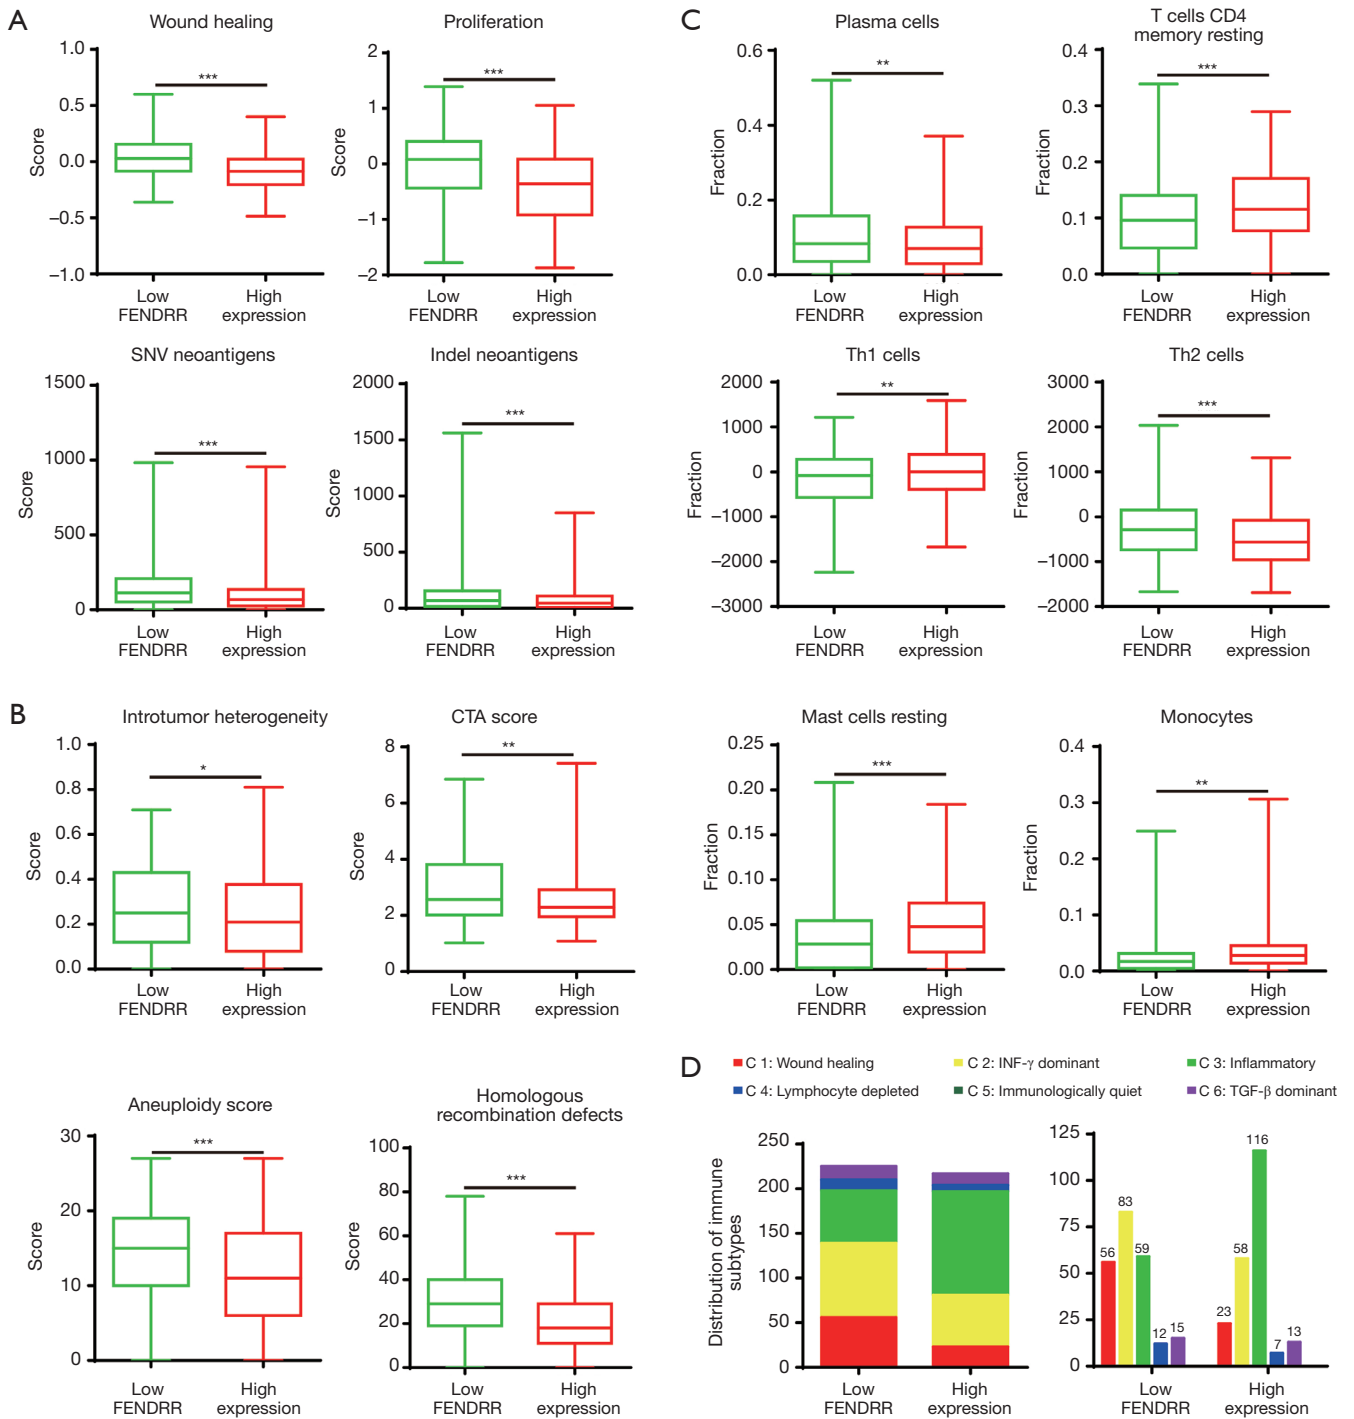 A
Wound healing
1.0
0.5
0.0
−0.5
−1.0
Score
***
Low
FENDRR
High
expression
Proliferation
2
1
0
−1
−2
Score
***
Low
FENDRR
High
expression
SNV neoantigens
1500
1000
500
0
Score
***
Low
FENDRR
High
expression
Indel neoantigens
2000
1500
1000
500
0
Score
***
Low
FENDRR
High
expression
B
Introtumor heterogeneity
1.0
0.8
0.6
0.4
0.2
0.0
Score
*
Low
FENDRR
High
expression
CTA score
8
6
4
2
0
Score
**
Low
FENDRR
High
expression
Aneuploidy score
30
20
10
0
Score
***
Low
FENDRR
High
expression
Homologous
recombination defects
100
80
60
40
20
0
Score
***
Low
FENDRR
High
expression
C
Plasma cells
0.6
0.4
0.2
0.0
Fraction
**
Low
FENDRR
High
expression
T cells CD4
memory resting
0.4
0.3
0.2
0.1
0.0
Fraction
***
Low
FENDRR
High
expression
Th1 cells
2000
1000
0
−1000
−2000
−3000
Fraction
**
Low
FENDRR
High
expression
Th2 cells
3000
2000
1000
0
−1000
−2000
Fraction
***
Low
FENDRR
High
expression
Mast cells resting
0.25
0.20
0.15
0.10
0.05
0.00
Fraction
***
Low
FENDRR
High
expression
Monocytes
0.4
0.3
0.2
0.1
0.0
Fraction
**
Low
FENDRR
High
expression
D
C 1: Wound healing
C 2: INF-γ dominant
C 3: Inflammatory
C 4: Lymphocyte depleted
C 5: Immunologically quiet
C 6: TGF-β dominant
250
200
150
100
50
0
Distribution of immune
subtypes
Low
FENDRR
High
expression
125
100
75
50
25
0
56
83
59
12
15
23
58
116
7
13
Low
FENDRR
High
expression